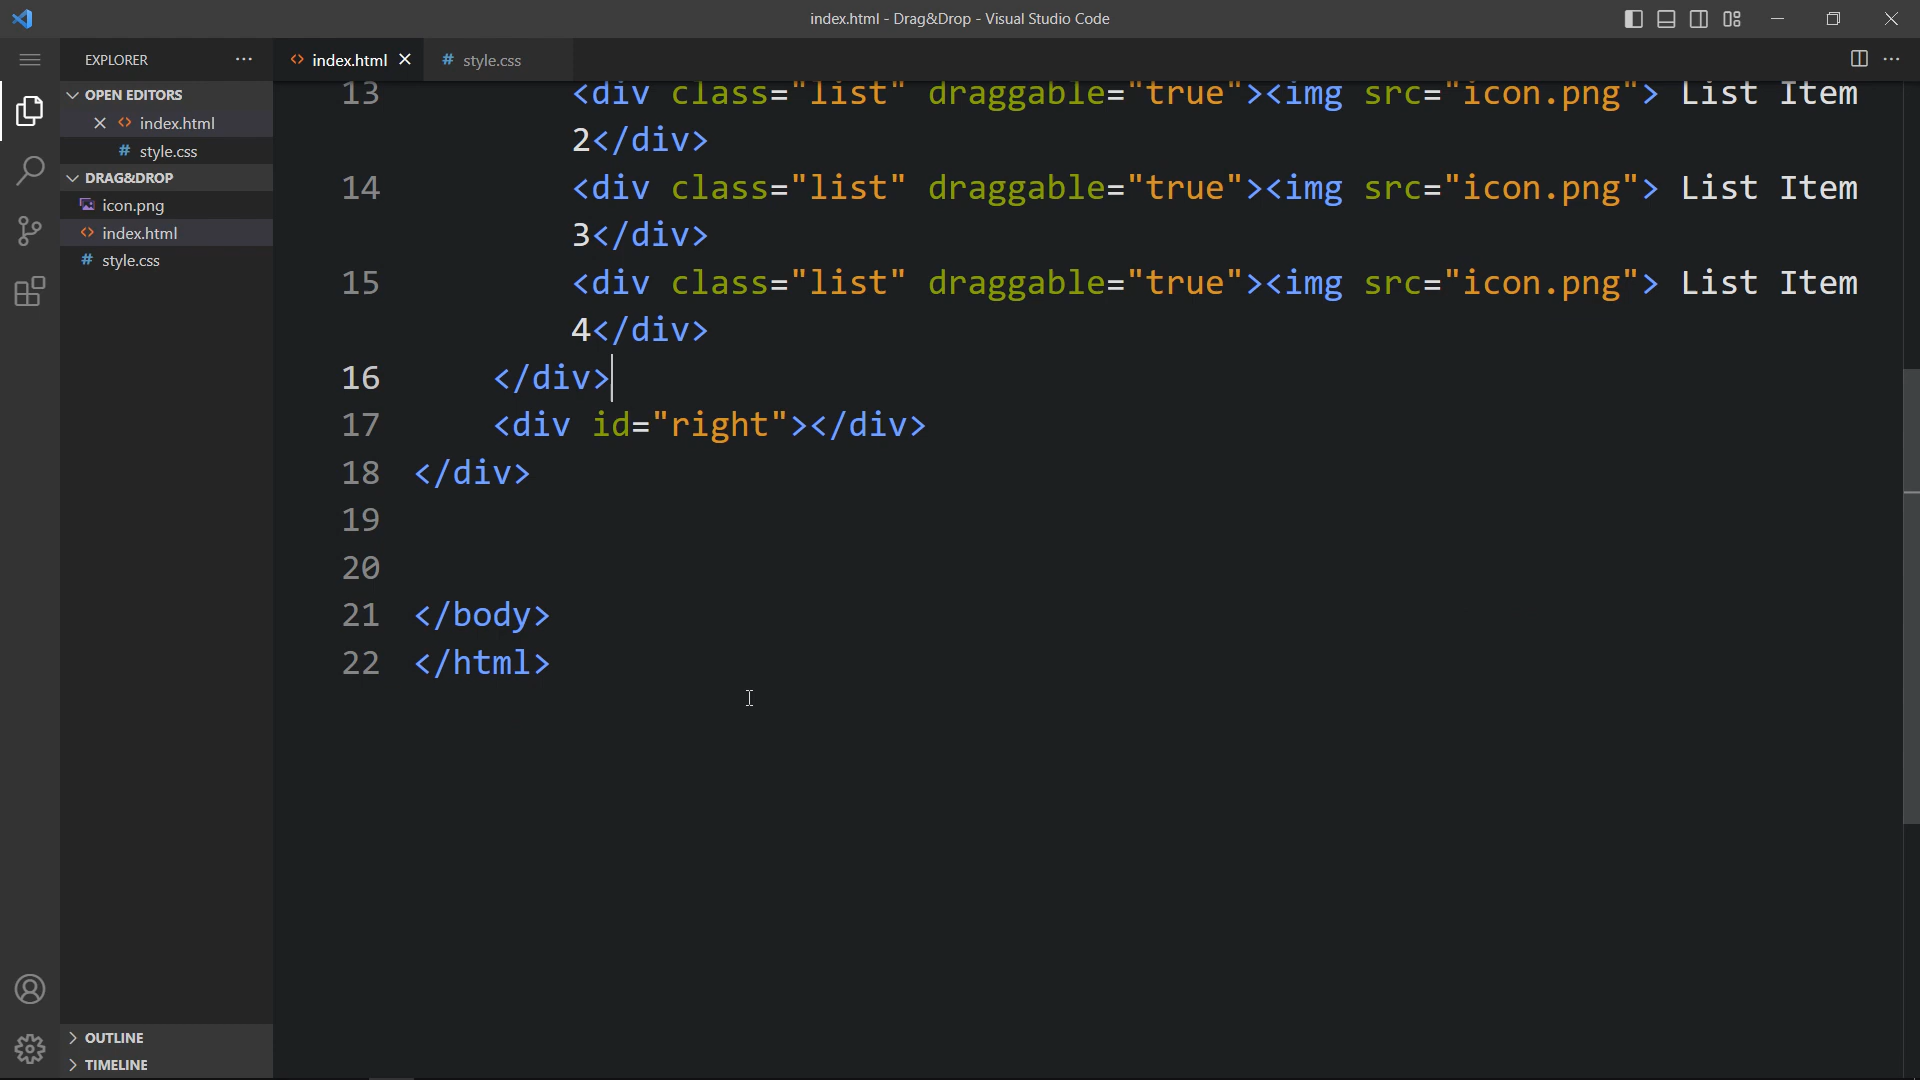 index.html - Drag&Drop - Visual Studio Code
EXPLORER
index.html
# style.css
OPEN EDITORS
index.html
# style.css
DRAG&DROP
icon.png
index.html
# style.css
OUTLINE
TIMELINE
13 <div class="list" draggable="true"><img src="icon.png"> List Item
2</div>
14 <div class="list" draggable="true"><img src="icon.png"> List Item
3</div>
15 <div class="list" draggable="true"><img src="icon.png"> List Item
4</div>
16 </div>
17 <div id="right"></div>
18 </div>
19
20
21 </body>
22 </html>